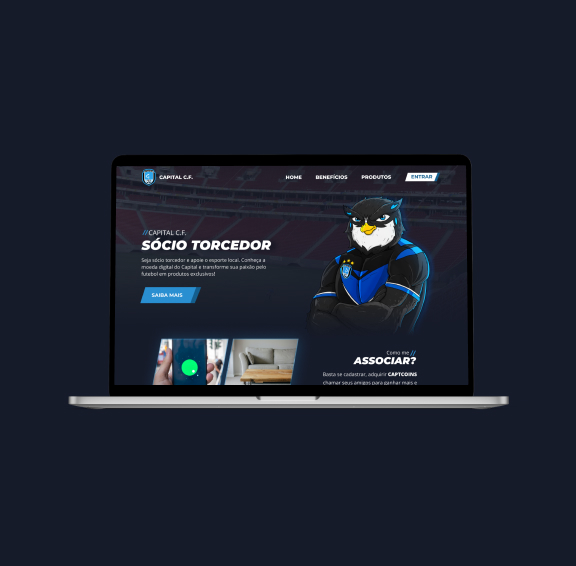 CAPITAL C.F.
HOME BENEFÍCIOS PRODUTOS ENTRAR
//CAPITAL C.F.
SÓCIO TORCEDOR
Seja sócio torcedor e apoie o esporte local. Conheça a
moeda digital do Capital e transforme sua paixão pelo
futebol em produtos exclusivos!
SAIBA MAIS
Como me //
ASSOCIAR?
Basta se cadastrar, adquirir CAPTCOINS
chamar seus amigos para ganhar mais e